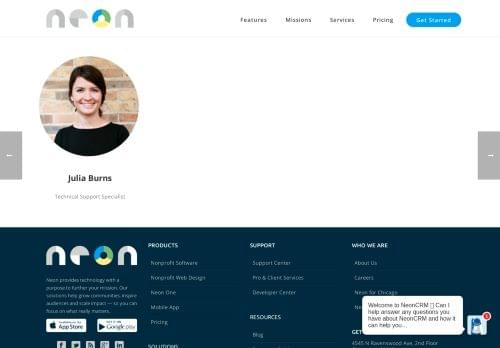 neon
Features Missions Services Pricing Get Started
←
→
Julia Burns
Technical Support Specialist
neon
Neon provides technology with a
purpose to further your mission. Our
solutions help grow communities, inspire
audiences and scale impact — so you can
focus on what really matters.
Available on the
App Store
Google play
PRODUCTS
Nonprofit Software
Nonprofit Web Design
Neon One
Mobile App
Pricing
SOLUTIONS
SUPPORT
Support Center
Pro & Client Services
Developer Center
RESOURCES
Blog
WHO WE ARE
About Us
Careers
Neon for Chicago
GET
4545 N Ravenswood Ave, 2nd Floor
Welcome to NeonCRM Can I
help answer any questions you
have about NeonCRM and how it
can help you...
1